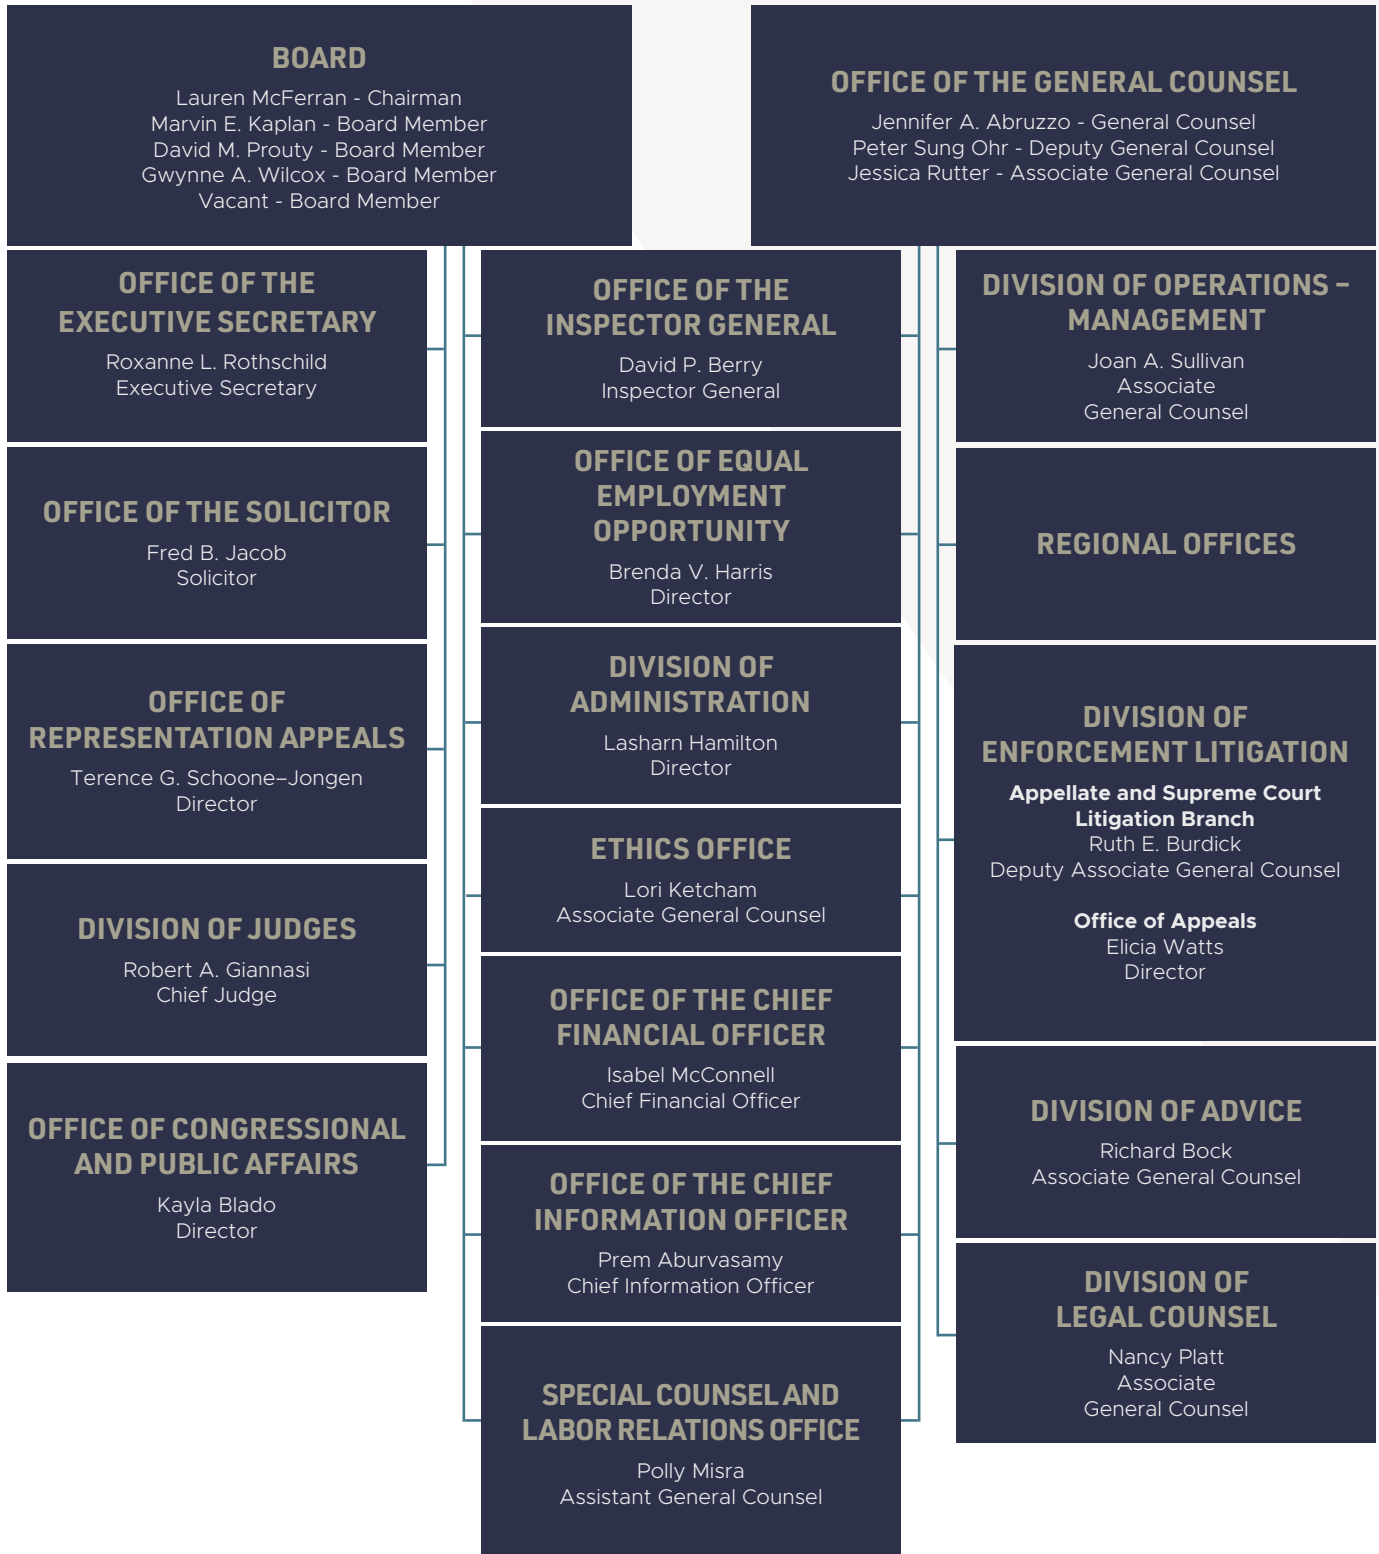 BOARD
Lauren McFerran - Chairman
Marvin E. Kaplan - Board Member
David M. Prouty - Board Member
Gwynne A. Wilcox - Board Member
Vacant - Board Member
OFFICE OF THE GENERAL COUNSEL
Jennifer A. Abruzzo - General Counsel
Peter Sung Ohr - Deputy General Counsel
Jessica Rutter - Associate General Counsel
OFFICE OF THE
EXECUTIVE SECRETARY
Roxanne L. Rothschild
Executive Secretary
OFFICE OF THE SOLICITOR
Fred B. Jacob
Solicitor
OFFICE OF
REPRESENTATION APPEALS
Terence G. Schoone–Jongen
Director
DIVISION OF JUDGES
Robert A. Giannasi
Chief Judge
OFFICE OF CONGRESSIONAL
AND PUBLIC AFFAIRS
Kayla Blado
Director
OFFICE OF THE
INSPECTOR GENERAL
David P. Berry
Inspector General
OFFICE OF EQUAL
EMPLOYMENT
OPPORTUNITY
Brenda V. Harris
Director
DIVISION OF
ADMINISTRATION
Lasharn Hamilton
Director
ETHICS OFFICE
Lori Ketcham
Associate General Counsel
OFFICE OF THE CHIEF
FINANCIAL OFFICER
Isabel McConnell
Chief Financial Officer
OFFICE OF THE CHIEF
INFORMATION OFFICER
Prem Aburvasamy
Chief Information Officer
SPECIAL COUNSEL AND
LABOR RELATIONS OFFICE
Polly Misra
Assistant General Counsel
DIVISION OF OPERATIONS –
MANAGEMENT
Joan A. Sullivan
Associate
General Counsel
REGIONAL OFFICES
DIVISION OF
ENFORCEMENT LITIGATION
Appellate and Supreme Court
Litigation Branch
Ruth E. Burdick
Deputy Associate General Counsel
Office of Appeals
Elicia Watts
Director
DIVISION OF ADVICE
Richard Bock
Associate General Counsel
DIVISION OF
LEGAL COUNSEL
Nancy Platt
Associate
General Counsel